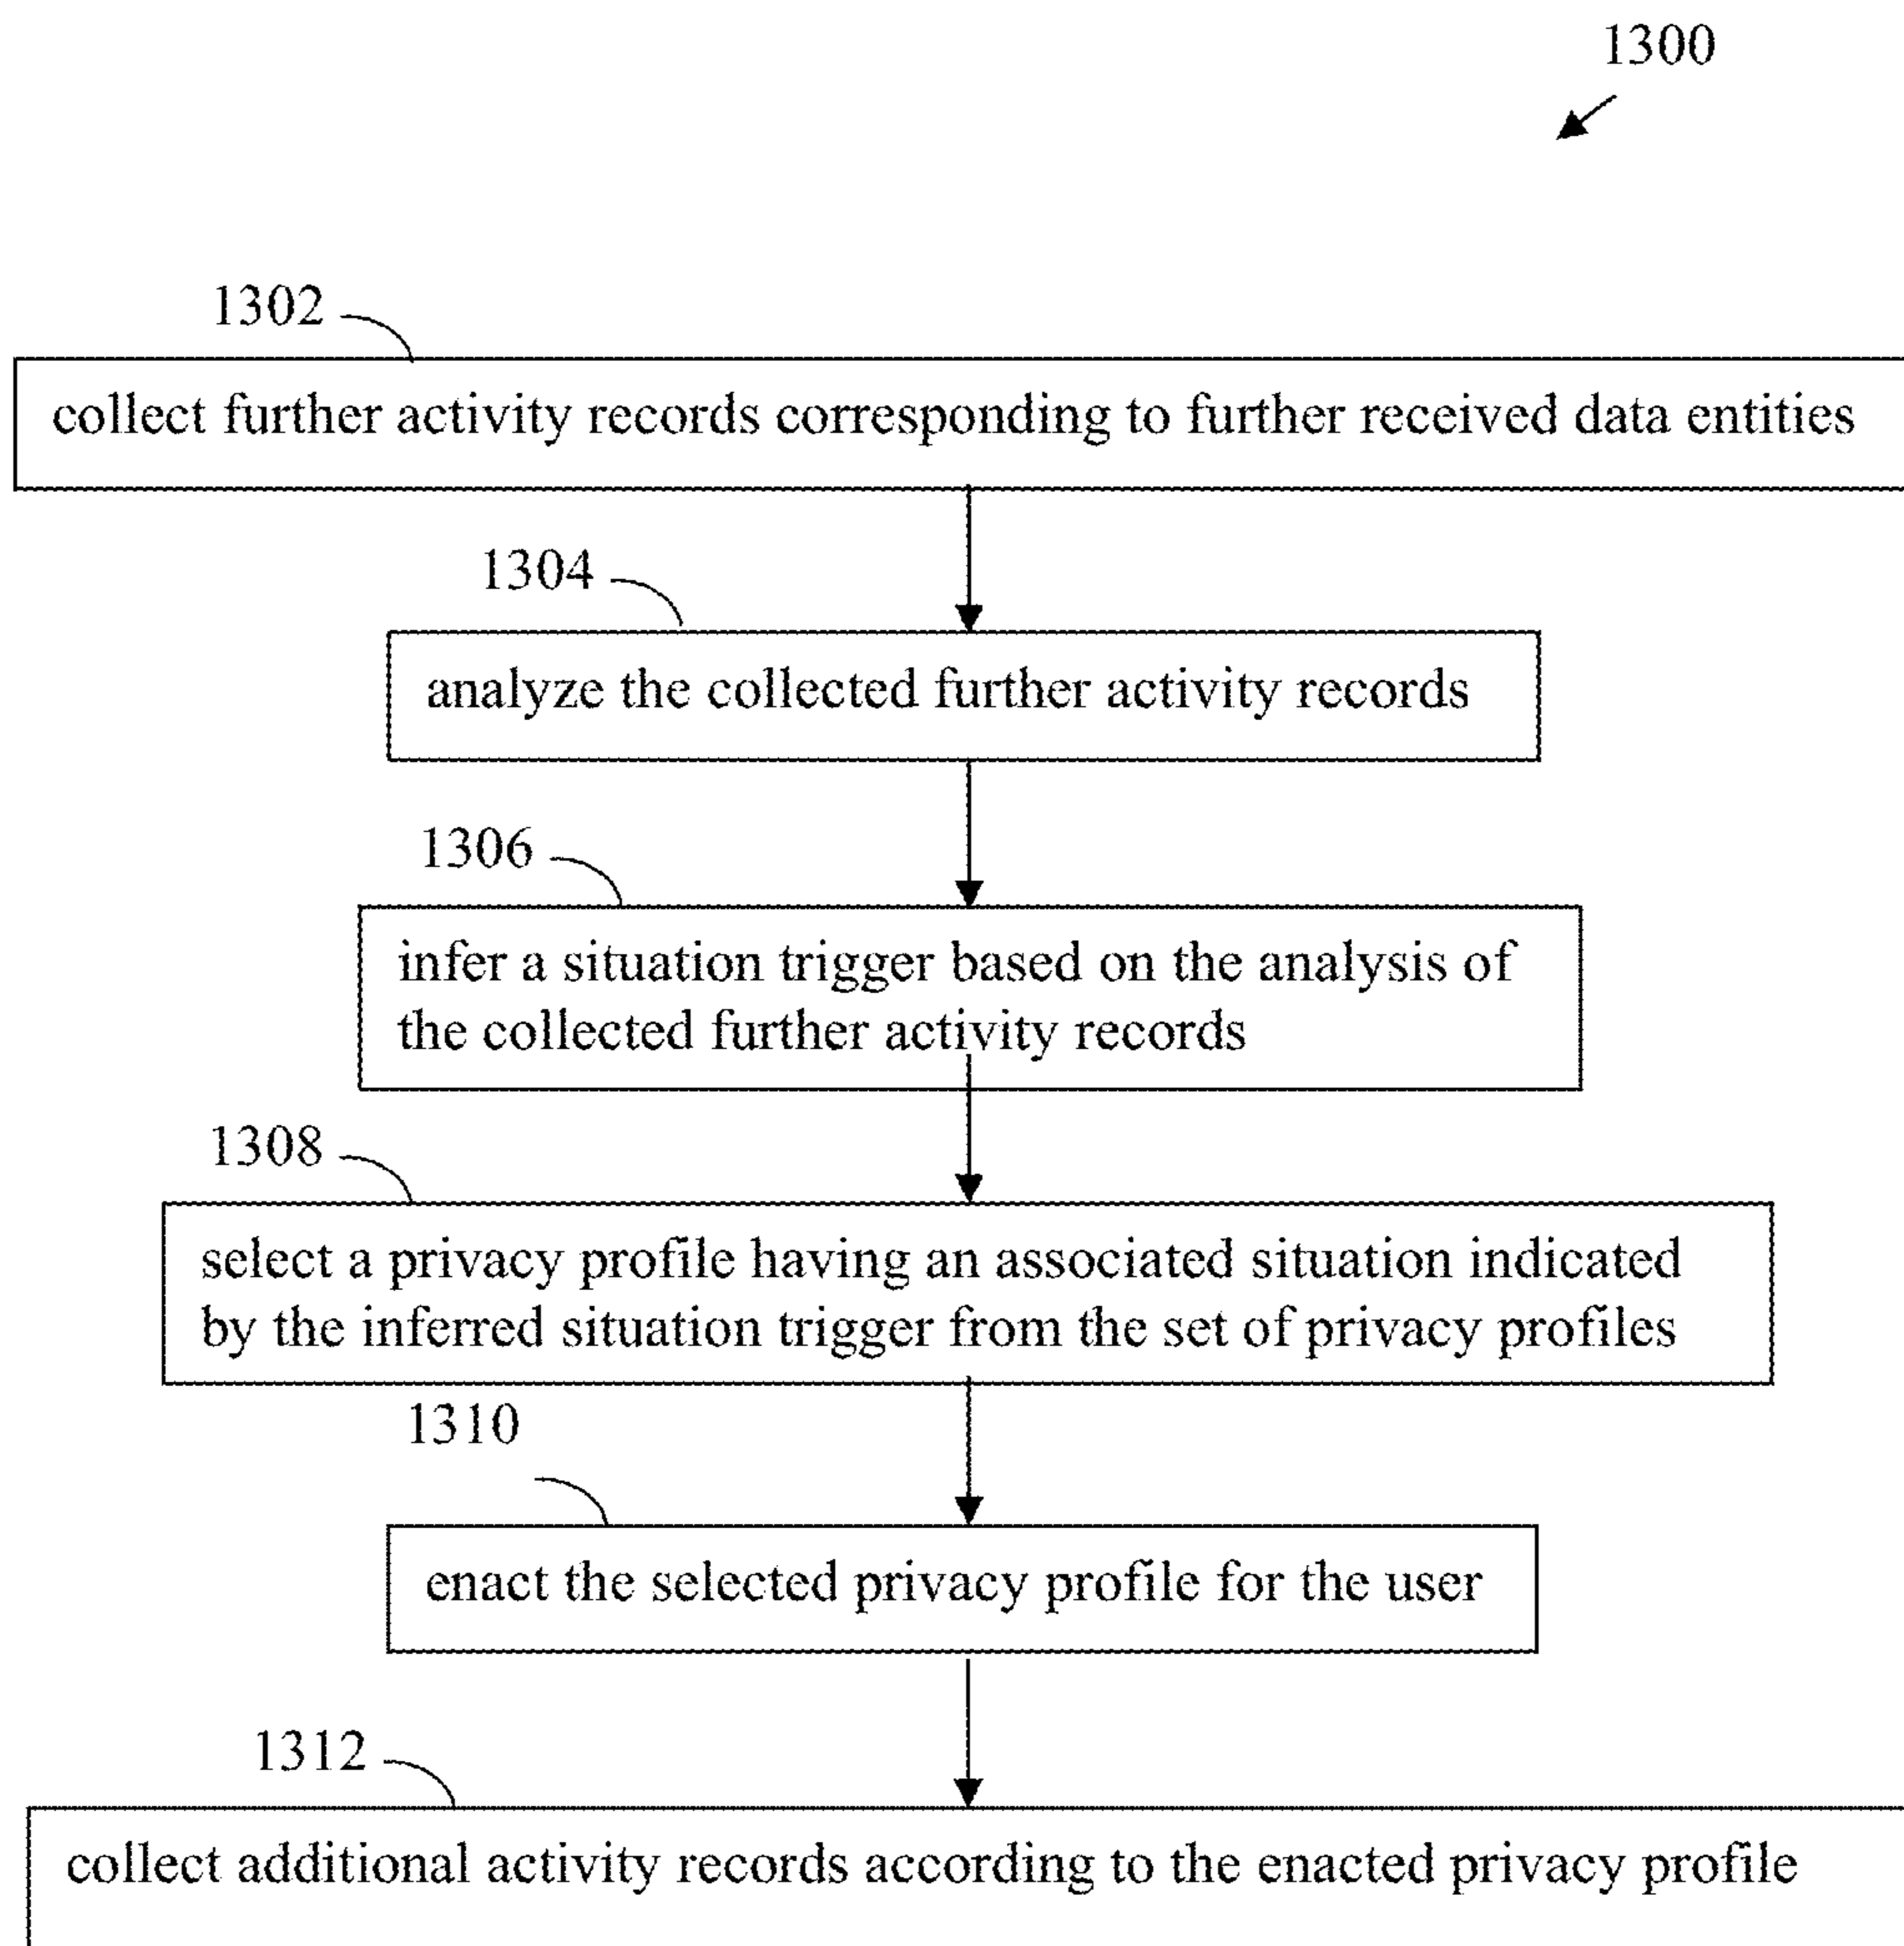 1300
1302
collect further activity records corresponding to further received data entities
1304
analyze the collected further activity records
1306
infer a situation trigger based on the analysis of
the collected further activity records
1308
select a privacy profile having an associated situation indicated
by the inferred situation trigger from the set of privacy profiles
1310
enact the selected privacy profile for the user
1312
collect additional activity records according to the enacted privacy profile